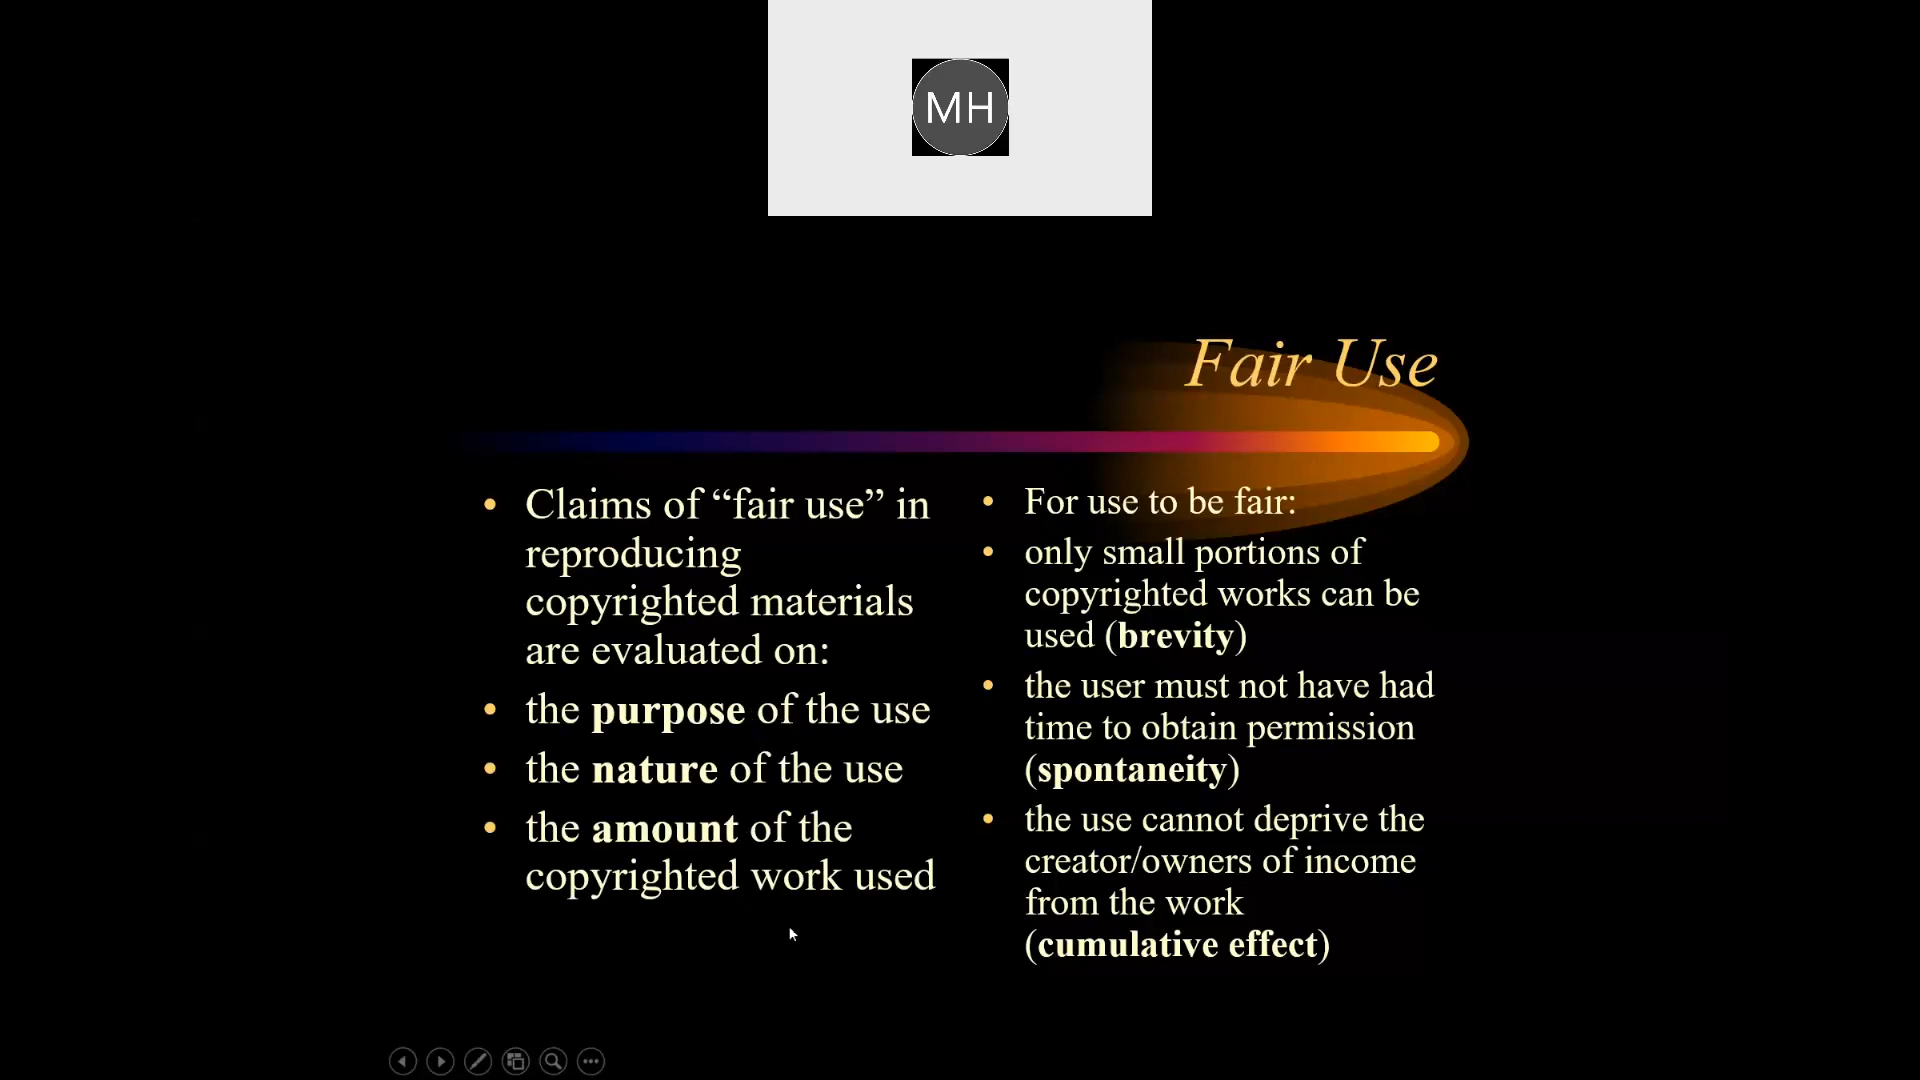 MH
Fair Use
• Claims of “fair use” in
reproducing
copyrighted materials
are evaluated on:
• the purpose of the use
• the nature of the use
• the amount of the
copyrighted work used
• For use to be fair:
• only small portions of
copyrighted works can be
used (brevity)
• the user must not have had
time to obtain permission
(spontaneity)
• the use cannot deprive the
creator/owners of income
from the work
(cumulative effect)